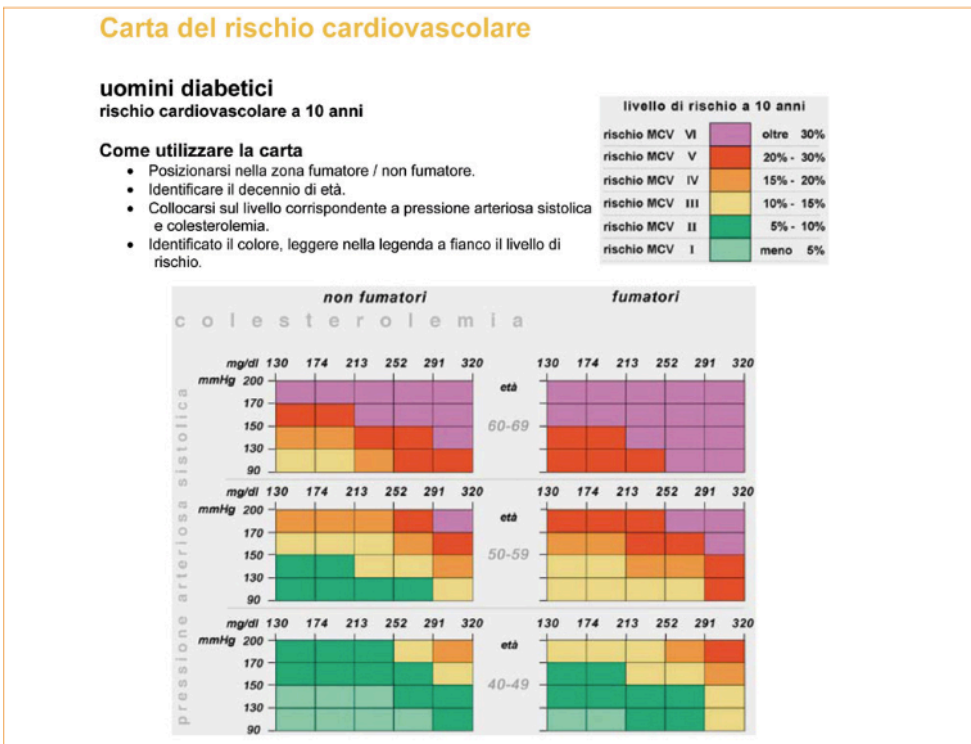 Carta del rischio cardiovascolare
uomini diabetici
rischio cardiovascolare a 10 anni
Come utilizzare la carta
• Posizionarsi nella zona fumatore / non fumatore.
• Identificare il decennio di età.
• Collocarsi sul livello corrispondente a pressione arteriosa sistolica
e colesterolemia.
• Identificato il colore, leggere nella legenda a fianco il livello di
rischio.
livello di rischio a 10 anni
rischio MCV VI oltre 30%
rischio MCV V 20% - 30%
rischio MCV IV 15% - 20%
rischio MCV III 10% - 15%
rischio MCV II 5% - 10%
rischio MCV I meno 5%
non fumatori fumatori
colesterolemia
pressione arteriosa sistolica
mg/dl 130 174 213 252 291 320 130 174 213 252 291 320
mmHg 200 età
170
150 60-69
130
90
mg/dl 130 174 213 252 291 320 130 174 213 252 291 320
mmHg 200 età
170
150 50-59
130
90
mg/dl 130 174 213 252 291 320 130 174 213 252 291 320
mmHg 200 età
170
150 40-49
130
90